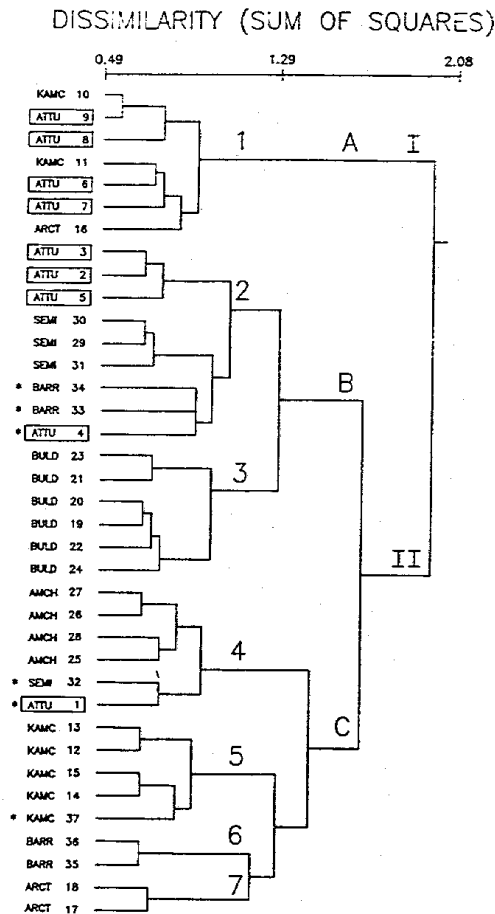 DISSIMILARITY (SUM OF SQUARES)
0.49 1.29 2.08
KAMC 10
ATTU 9
ATTU 8
1 A I
KAMC 11
ATTU 6
ATTU 7
ARCT 16
ATTU 3
ATTU 2
ATTU 5
2
SEMI 30
SEMI 29
SEMI 31
* BARR 34
B
* BARR 33
* ATTU 4
BULD 23
BULD 21
3
BULD 20
BULD 19
BULD 22
II
BULD 24
AMCH 27
AMCH 26
AMCH 28
4
AMCH 25
* SEMI 32
* ATTU 1
KAMC 13
C
KAMC 12
5
KAMC 15
KAMC 14
* KAMC 37
BARR 36
6
BARR 35
ARCT 18
7
ARCT 17